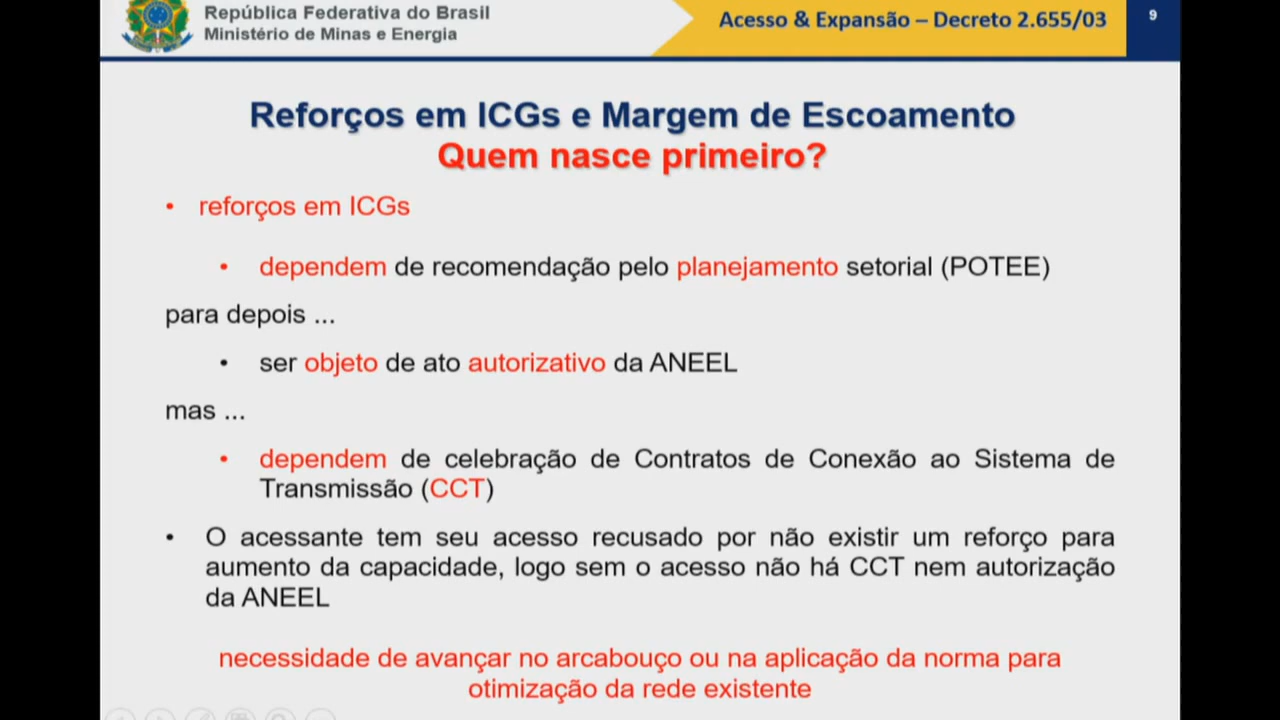 República Federativa do Brasil
Ministério de Minas e Energia
Acesso & Expansão – Decreto 2.655/03
9
Reforços em ICGs e Margem de Escoamento
Quem nasce primeiro?
• reforços em ICGs
• dependem de recomendação pelo planejamento setorial (POTEE)
para depois ...
• ser objeto de ato autorizativo da ANEEL
mas ...
• dependem de celebração de Contratos de Conexão ao Sistema de
Transmissão (CCT)
• O acessante tem seu acesso recusado por não existir um reforço para
aumento da capacidade, logo sem o acesso não há CCT nem autorização
da ANEEL
necessidade de avançar no arcabouço ou na aplicação da norma para
otimização da rede existente